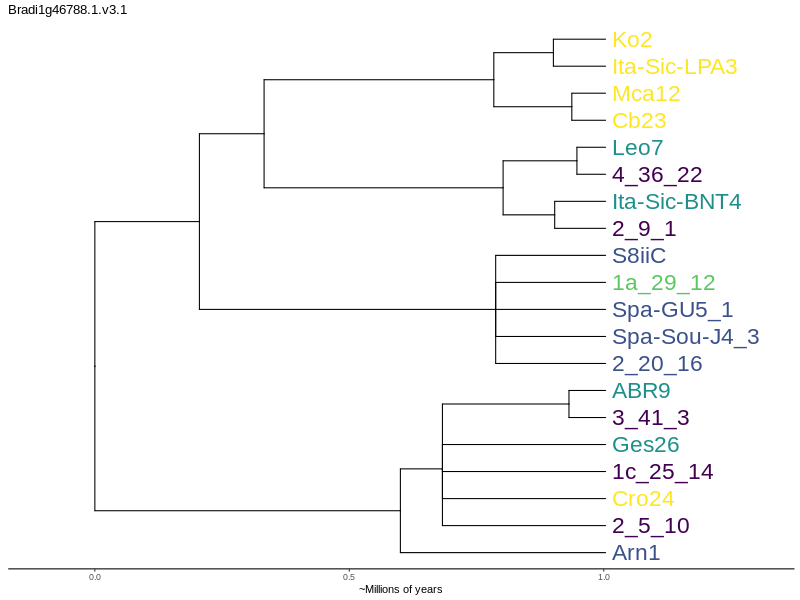 Bradi1g46788.1.v3.1
Ko2
Ita-Sic-LPA3
Mca12
Cb23
Leo7
4_36_22
Ita-Sic-BNT4
2_9_1
S8iiC
1a_29_12
Spa-GU5_1
Spa-Sou-J4_3
2_20_16
ABR9
3_41_3
Ges26
1c_25_14
Cro24
2_5_10
Arn1
0.0 0.5 1.0
~Millions of years